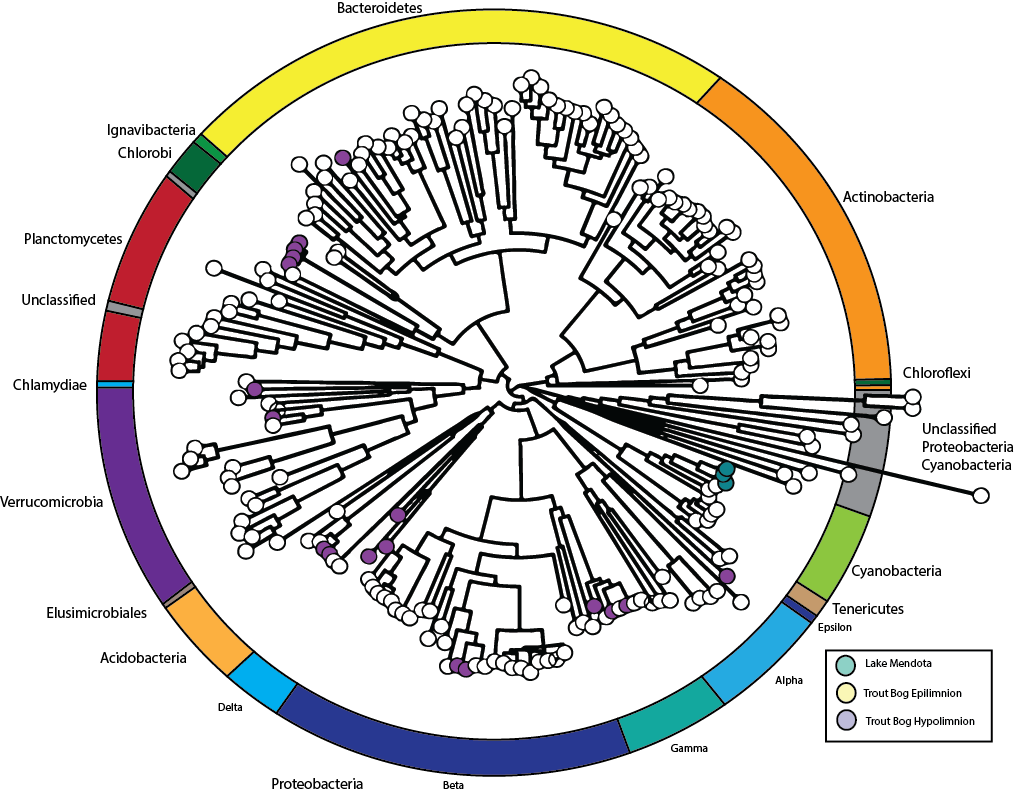 Bacteroidetes
Ignavibacteria
Chlorobi
Actinobacteria
Planctomycetes
Unclassified
Chloroflexi
Chlamydiae
Unclassified
Proteobacteria
Cyanobacteria
Verrucomicrobia
Cyanobacteria
Elusimicrobiales
Tenericutes
Epsilon
Acidobacteria
Lake Mendota
Alpha
Trout Bog Epilimnion
Delta
Trout Bog Hypolimnion
Gamma
Proteobacteria
Beta